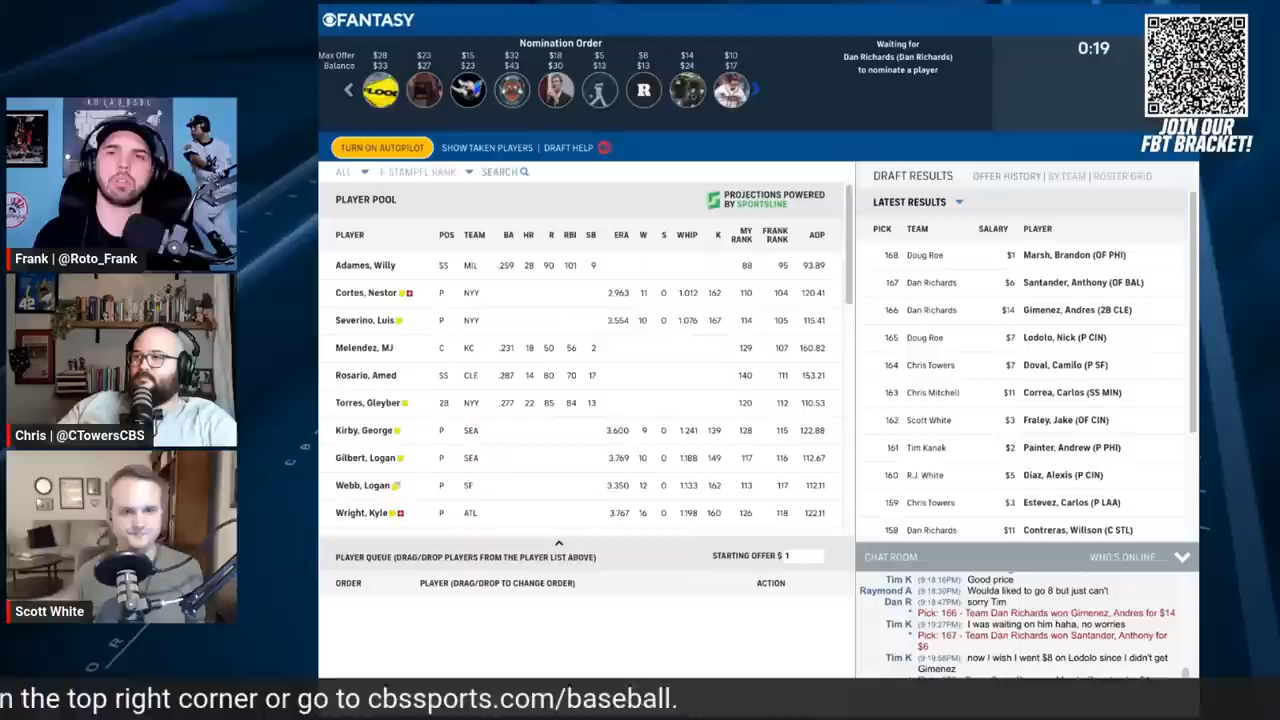 FANTASY
Nomination Order
Max Offer $28 $23 $15 $32 $18 $5 $8 $14 $10
Balance $33 $27 $23 $43 $30 $13 $13 $24 $17
R
Waiting for
Dan Richards (Dan Richards)
to nominate a player
0:19
JOIN OUR
FBT BRACKET!
TURN ON AUTOPILOT SHOW TAKEN PLAYERS | DRAFT HELP
ALL F. STAMPFL RANK SEARCH
PLAYER POOL
PROJECTIONS POWERED
BY SPORTSLINE
PLAYER POS TEAM BA HR R RBI SB ERA W S WHIP K MY RANK FRANK RANK ADP
Adames, Willy SS MIL .259 28 90 101 9 88 95 93.89
Cortes, Nestor P NYY 2.963 11 0 1.012 162 110 104 120.41
Severino, Luis P NYY 3.554 10 0 1.076 167 114 105 115.41
Melendez, MJ C KC .231 18 50 56 2 129 107 160.82
Rosario, Amed SS CLE .287 14 80 70 17 140 111 153.21
Torres, Gleyber 2B NYY .277 22 85 84 13 120 112 110.53
Kirby, George P SEA 3.600 9 0 1.241 139 128 115 122.88
Gilbert, Logan P SEA 3.769 10 0 1.188 149 117 116 112.67
Webb, Logan P SF 3.350 12 0 1.133 162 113 117 112.11
Wright, Kyle P ATL 3.767 16 0 1.198 160 126 118 122.11
PLAYER QUEUE (DRAG/DROP PLAYERS FROM THE PLAYER LIST ABOVE) STARTING OFFER $ 1
ORDER PLAYER (DRAG/DROP TO CHANGE ORDER) ACTION
DRAFT RESULTS OFFER HISTORY | BY TEAM | ROSTER GRID
LATEST RESULTS
PICK TEAM SALARY PLAYER
168 Doug Roe $1 Marsh, Brandon (OF PHI)
167 Dan Richards $6 Santander, Anthony (OF BAL)
166 Dan Richards $14 Gimenez, Andres (2B CLE)
165 Doug Roe $7 Lodolo, Nick (P CIN)
164 Chris Towers $7 Doval, Camilo (P SF)
163 Chris Mitchell $11 Correa, Carlos (SS MIN)
162 Scott White $3 Fraley, Jake (OF CIN)
161 Tim Kanak $2 Painter, Andrew (P PHI)
160 R.J. White $5 Diaz, Alexis (P CIN)
159 Chris Towers $3 Estevez, Carlos (P LAA)
158 Dan Richards $11 Contreras, Willson (C STL)
CHAT ROOM WHO'S ONLINE
Tim K (9:18:16PM): Good price
Raymond A (9:18:30PM): Woulda liked to go 8 but just can't
Dan R (9:18:47PM): sorry Tim
* Pick: 166 - Team Dan Richards won Gimenez, Andres for $14
Tim K (9:19:27PM): I was waiting on him haha, no worries
* Pick: 167 - Team Dan Richards won Santander, Anthony for
$6
Tim K (9:19:58PM): now I wish I went $8 on Lodolo since I didn't get
Gimenez
Frank | @Roto_Frank
Chris | @CTowersCBS
Scott White
n the top right corner or go to cbssports.com/baseball.